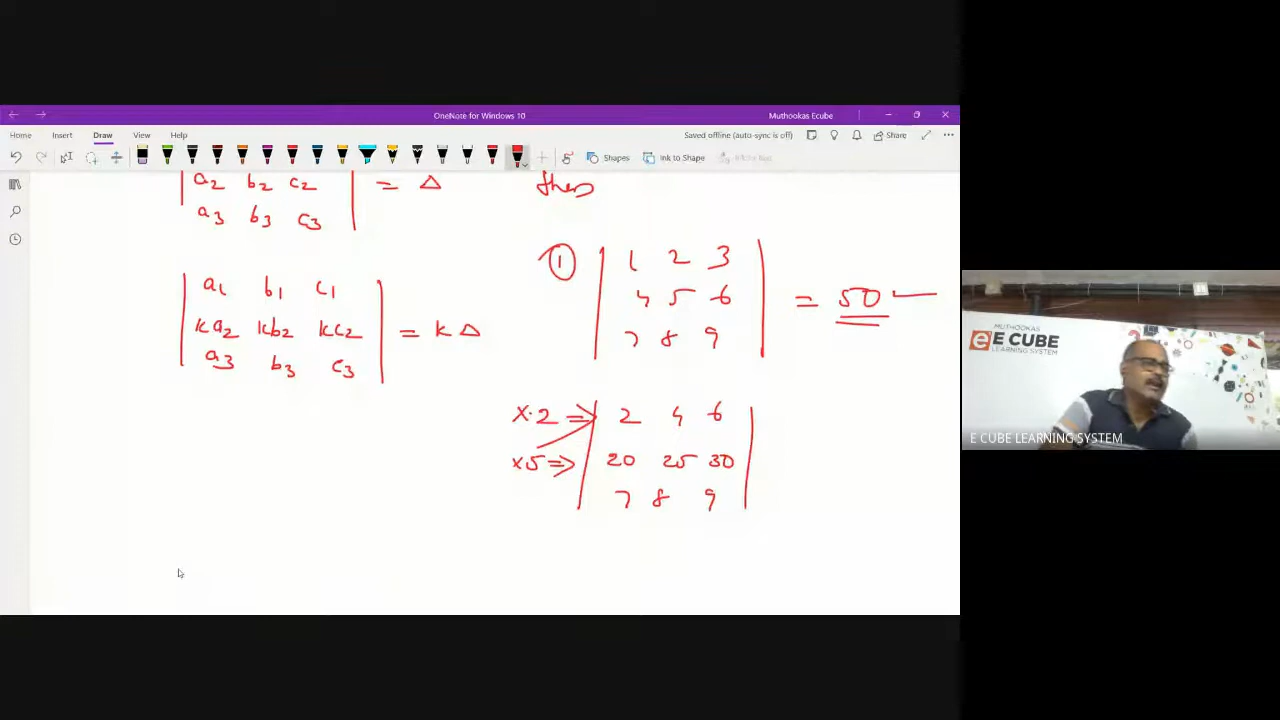 OneNote for Windows 10
Muthookas Ecube
Home Insert Draw View Help
Saved offline (auto-sync is off)
Share
Shapes
Ink to Shape
a2 b2 c2 = Δ
a3 b3 c3
a1 b1 c1
ka2 kb2 kc2 = kΔ
a3 b3 c3
①
1 2 3
4 5 6 = 50
7 8 9
x·2 ⇒ 2 4 6
x5 ⇒ 20 25 30
7 8 9
MUTHOOKAS
E CUBE
LEARNING SYSTEM
E CUBE LEARNING SYSTEM